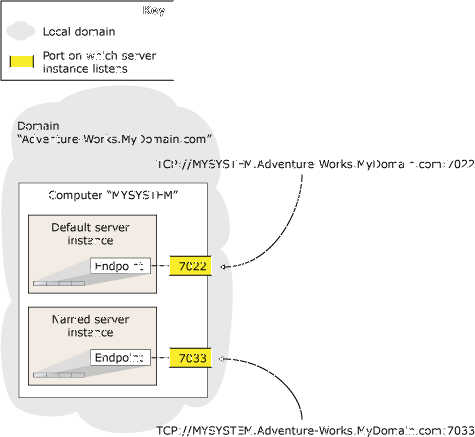 Key
Local domain
Port on which server
instance listens
Domain
“Adventure-Works.MyDomain.com”
TCP://MYSYSTEM.Adventure-Works.MyDomain.com:7022
Computer “MYSYSTEM”
Default server
instance
Endpoint
7022
Named server
instance
Endpoint
7033
TCP://MYSYSTEM.Adventure-Works.MyDomain.com:7033